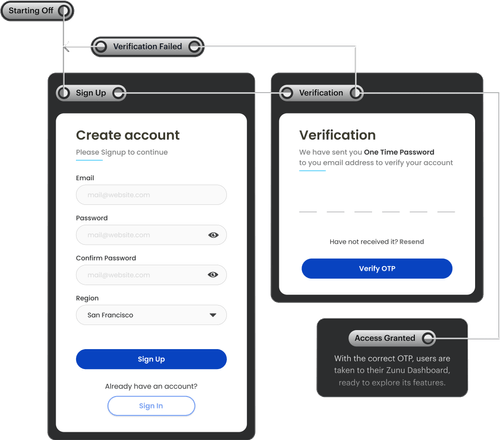 Starting Off
Verification Failed
Sign Up
Create account
Please Signup to continue
Email
mail@website.com
Password
mail@website.com
Confirm Password
mail@website.com
Region
San Francisco
Sign Up
Already have an account?
Sign In
Verification
Verification
We have sent you One Time Password
to you email address to verify your account
Have not received it? Resend
Verify OTP
Access Granted
With the correct OTP, users are
taken to their Zunu Dashboard,
ready to explore its features.